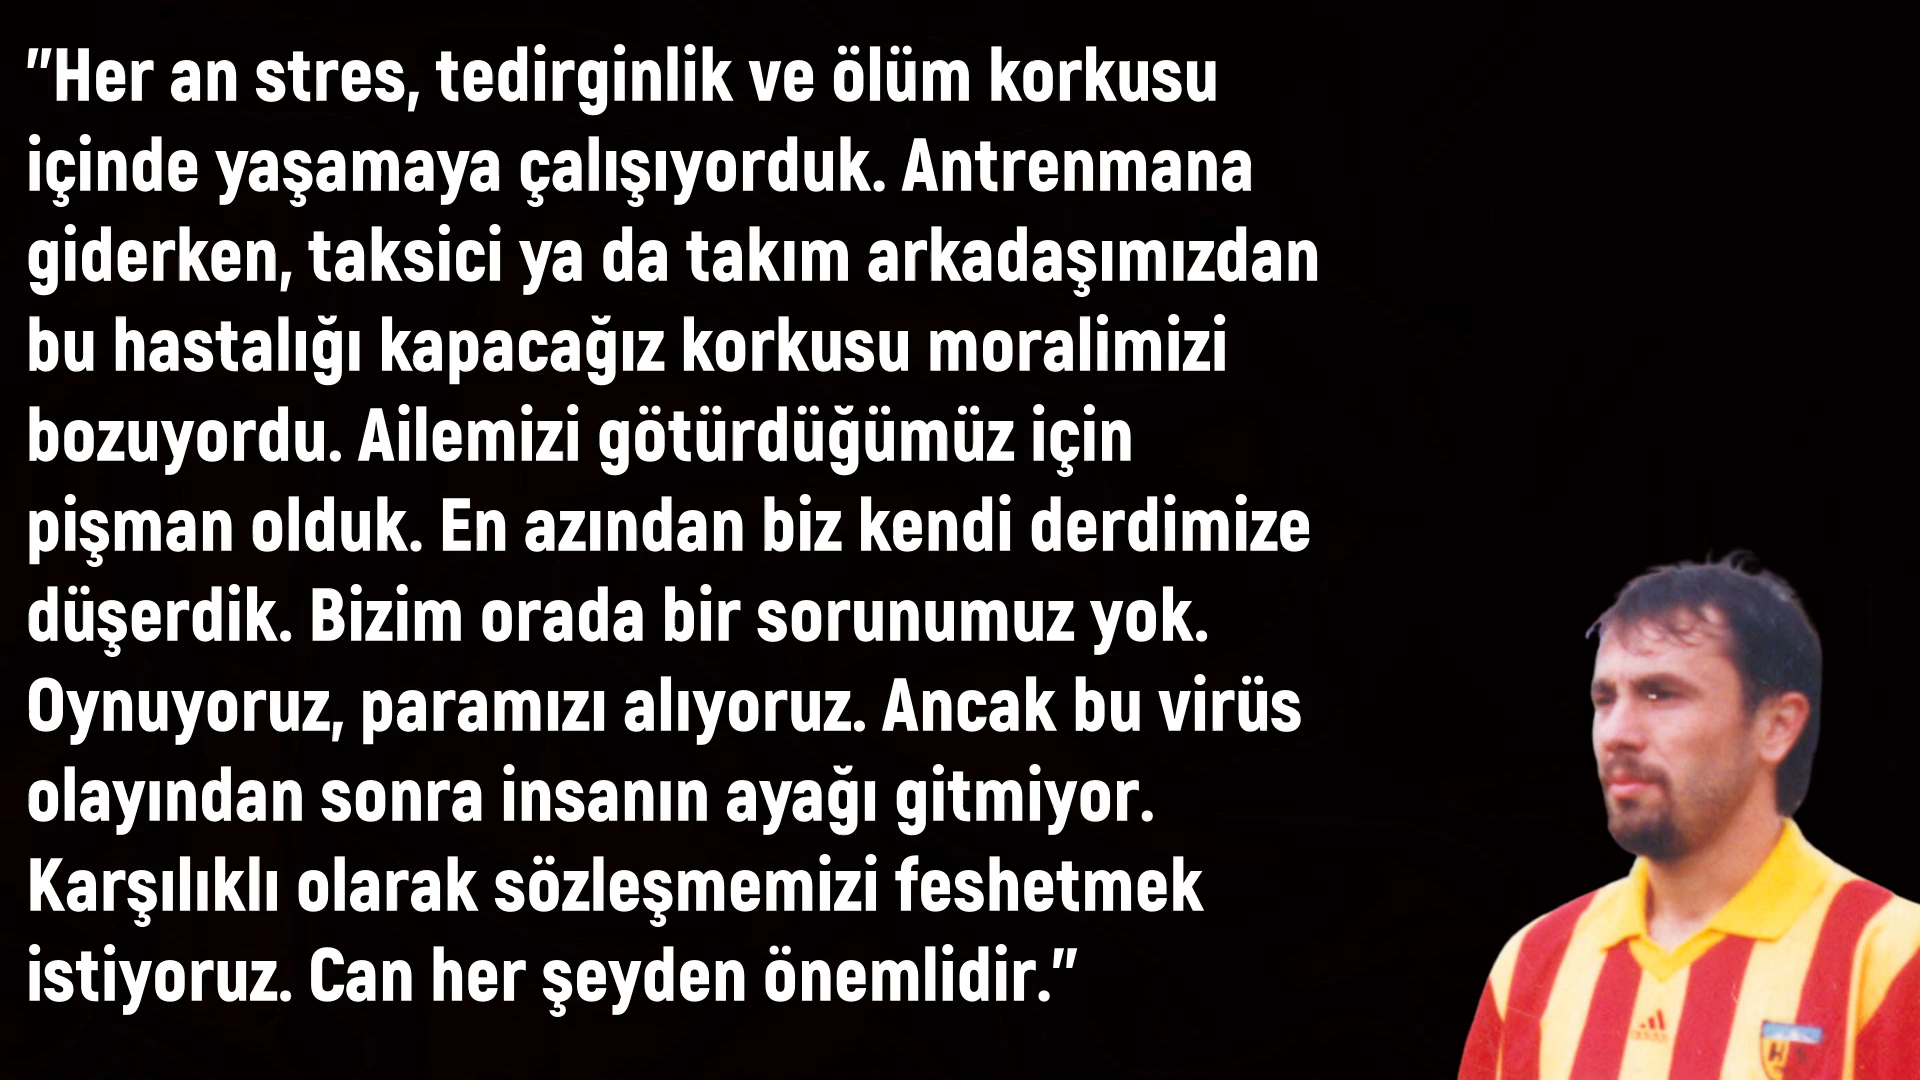 "Her an stres, tedirginlik ve ölüm korkusu
içinde yaşamaya çalışıyorduk. Antrenmana
giderken, taksici ya da takım arkadaşımızdan
bu hastalığı kapacağız korkusu moralimizi
bozuyordu. Ailemizi götürdüğümüz için
pişman olduk. En azından biz kendi derdimize
düşerdik. Bizim orada bir sorunumuz yok.
Oynuyoruz, paramızı alıyoruz. Ancak bu virüs
olayından sonra insanın ayağı gitmiyor.
Karşılıklı olarak sözleşmemizi feshetmek
istiyoruz. Can her şeyden önemlidir."
adidas